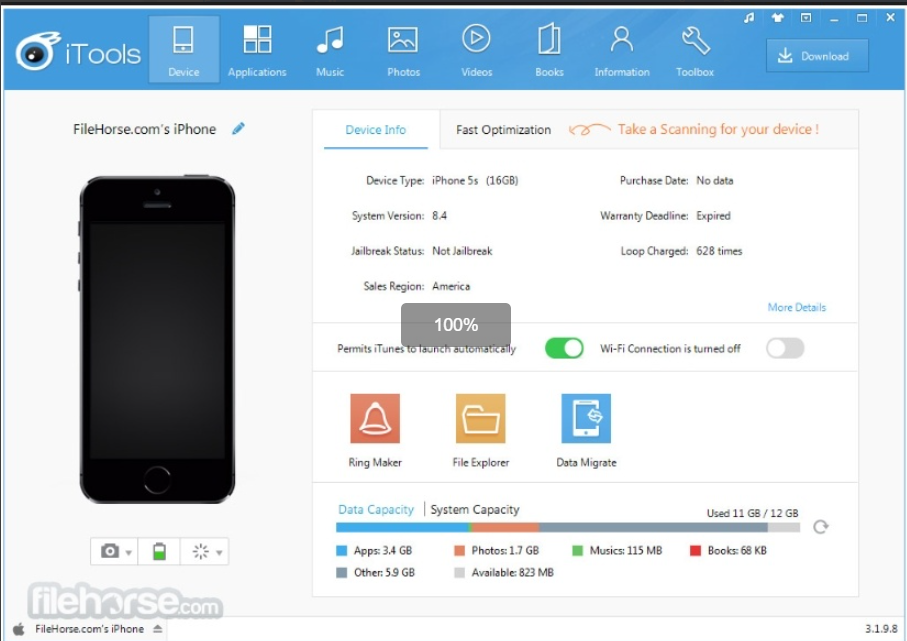 iTools
Device
Applications
Music
Photos
Videos
Books
Information
Toolbox
Download
FileHorse.com's iPhone
Device Info
Fast Optimization
Take a Scanning for your device !
Device Type: iPhone 5s (16GB)
Purchase Date: No data
System Version: 8.4
Warranty Deadline: Expired
Jailbreak Status: Not Jailbreak
Loop Charged: 628 times
Sales Region: America
More Details
100%
Permits iTunes to launch automatically
Wi-Fi Connection is turned off
Ring Maker
File Explorer
Data Migrate
Data Capacity
System Capacity
Used 11 GB / 12 GB
Apps: 3.4 GB
Photos: 1.7 GB
Musics: 115 MB
Books: 68 KB
Other: 5.9 GB
Available: 823 MB
filehorse.com
FileHorse.com's iPhone
3.1.9.8